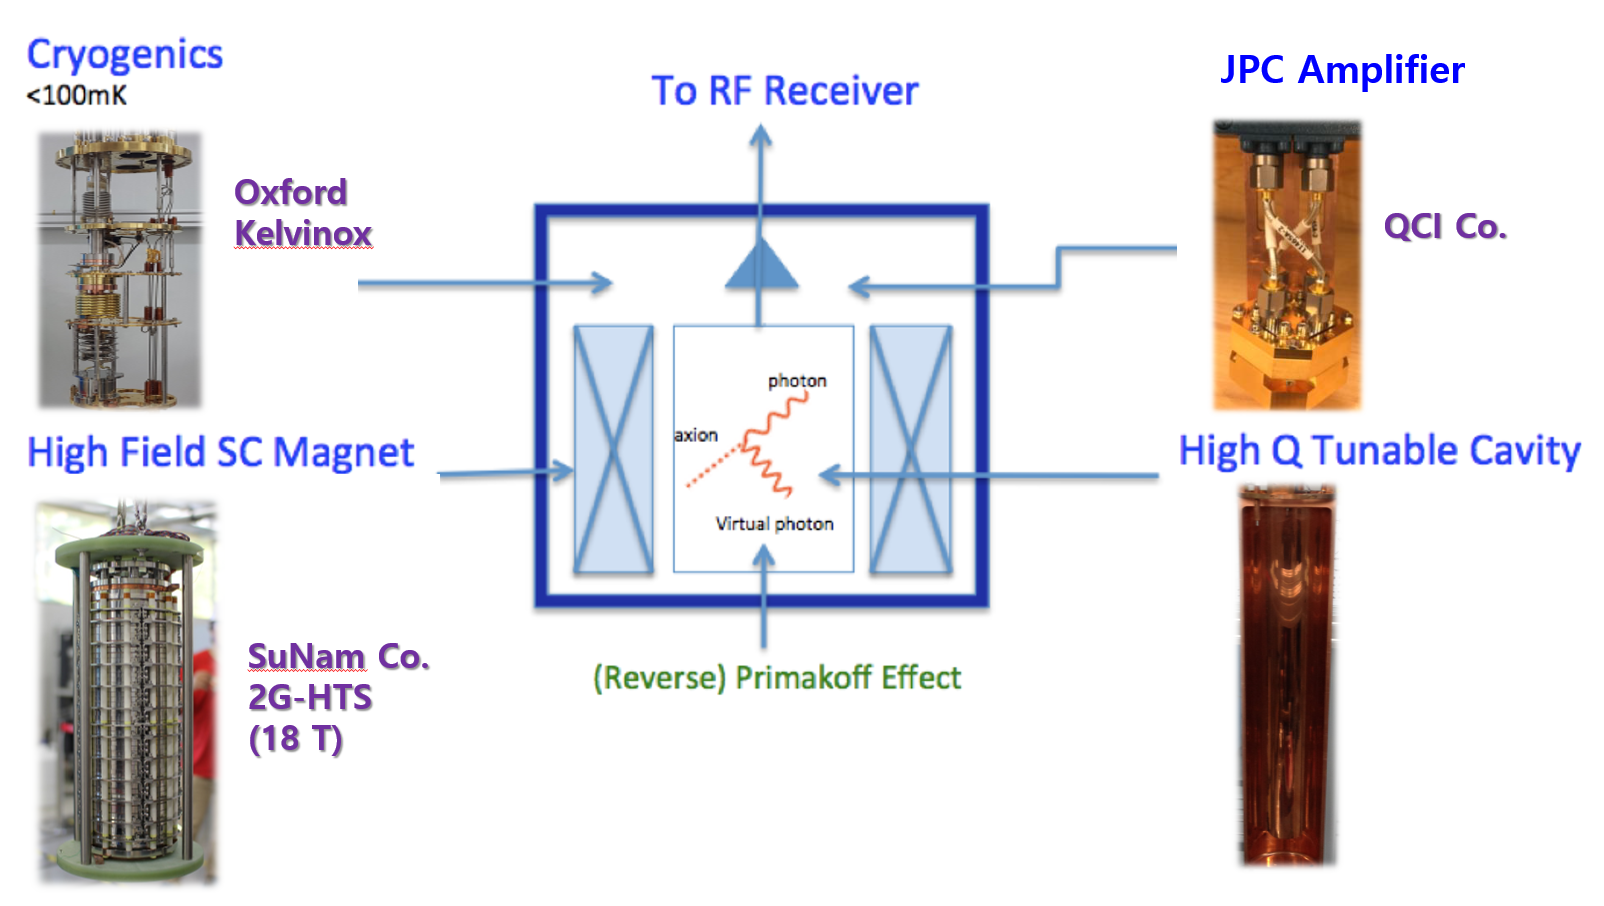 Cryogenics
<100mK
Oxford
Kelvinox
High Field SC Magnet
SuNam Co.
2G-HTS
(18 T)
To RF Receiver
photon
axion
Virtual photon
(Reverse) Primakoff Effect
JPC Amplifier
QCI Co.
High Q Tunable Cavity